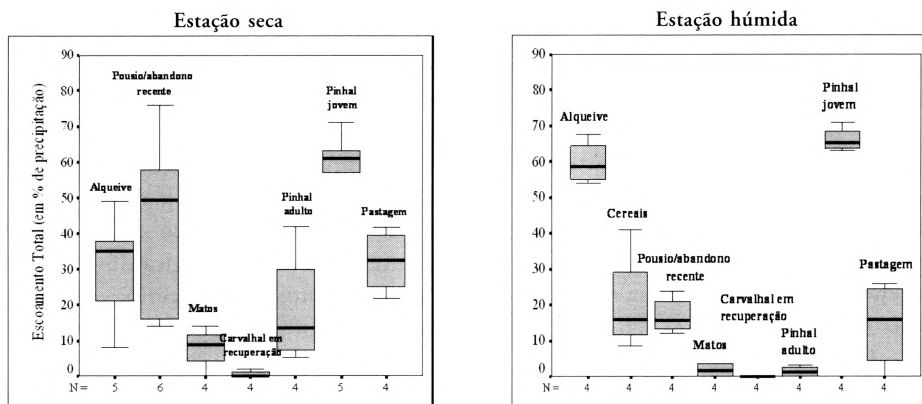 Estação seca
Escoamento Total (em % de precipitação)
90
80
70
60
50
40
30
20
10
0
Alqueive
Pousio/abandono
recente
Matos
Carvalhal em
recuperação
Pinhal
adulto
Pinhal
jovem
Pastagem
N = 5 6 4 4 4 5 4
Estação húmida
90
80
70
60
50
40
30
20
10
0
Alqueive
Cereais
Pousio/abandono
recente
Matos
Carvalhal em
recuperação
Pinhal
adulto
Pinhal
jovem
Pastagem
N = 4 4 4 4 4 4 4 4